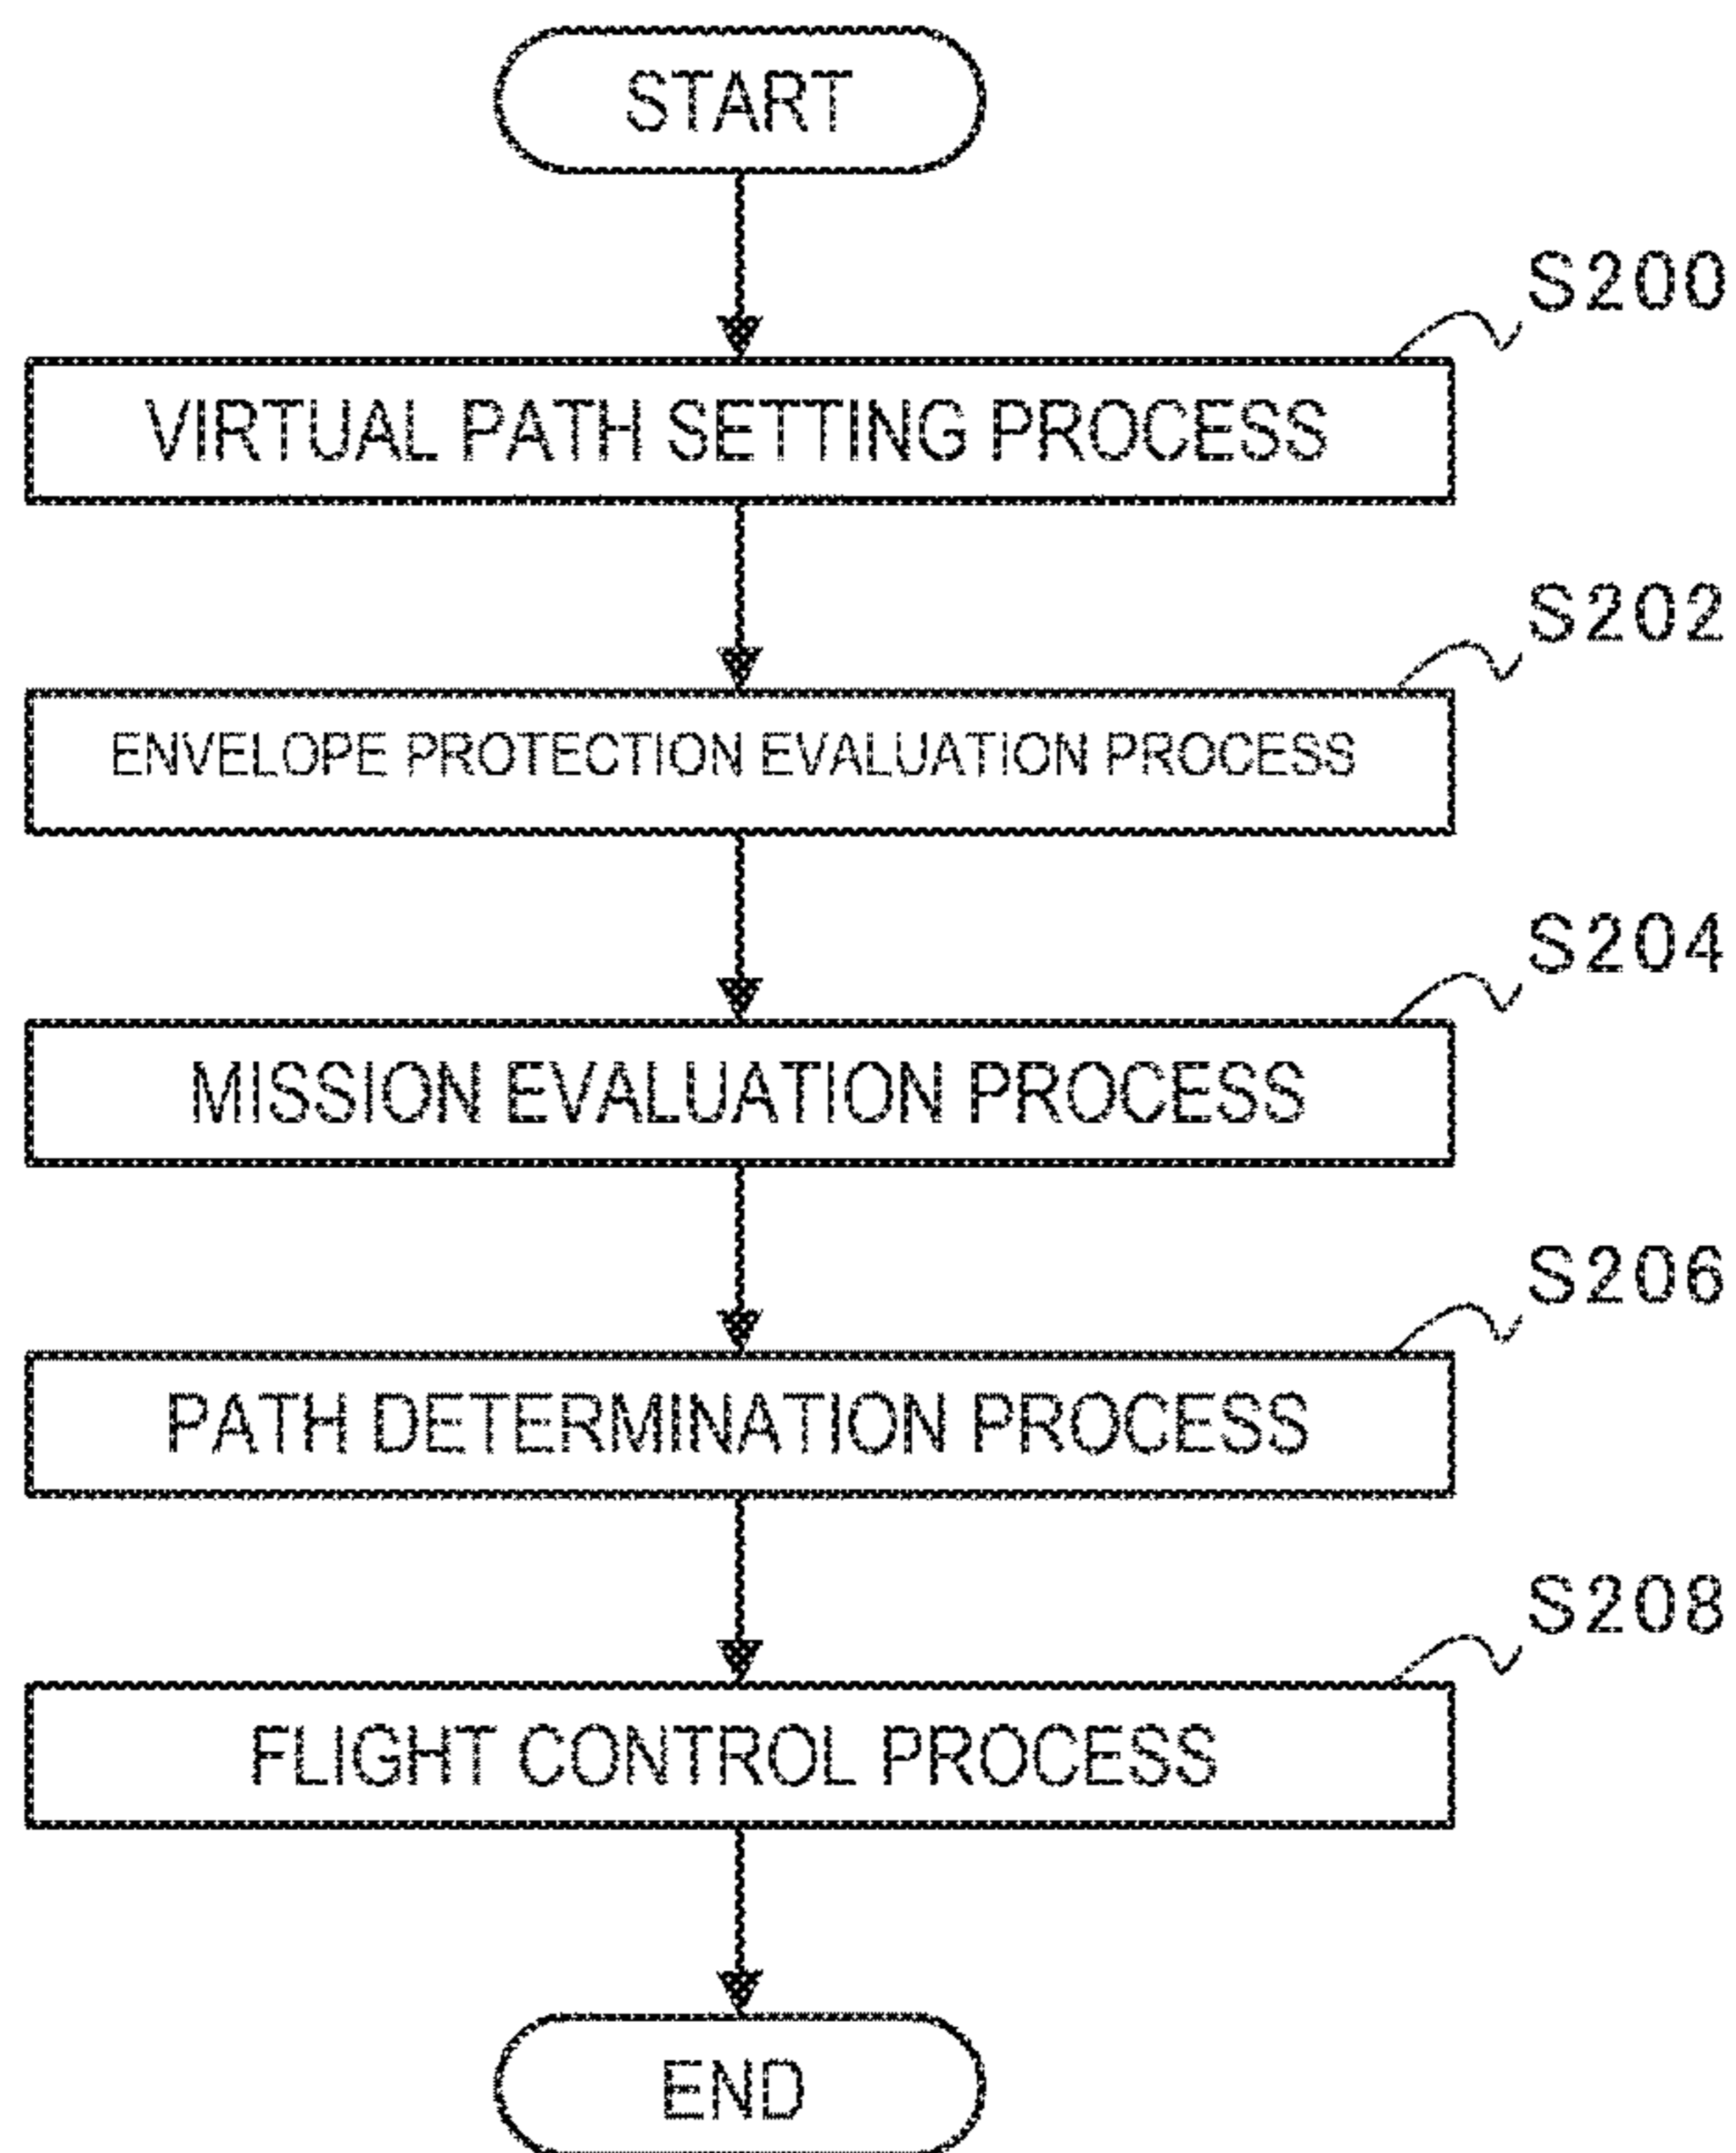 START
S200
VIRTUAL PATH SETTING PROCESS
S202
ENVELOPE PROTECTION EVALUATION PROCESS
S204
MISSION EVALUATION PROCESS
S206
PATH DETERMINATION PROCESS
S208
FLIGHT CONTROL PROCESS
END